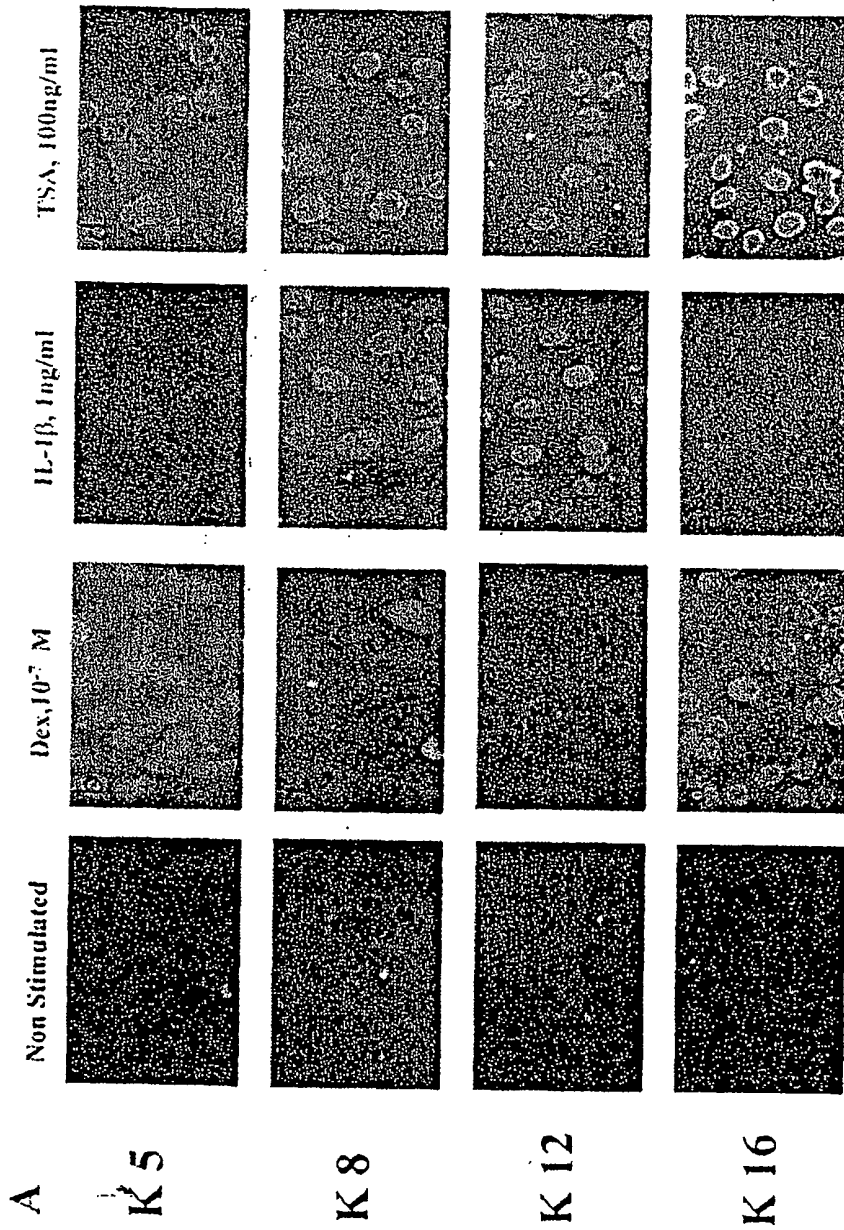 A
Non Stimulated
Dex,10⁻⁷ M
IL-1β, 1ng/ml
TSA, 100ng/ml
K 5
K 8
K 12
K 16